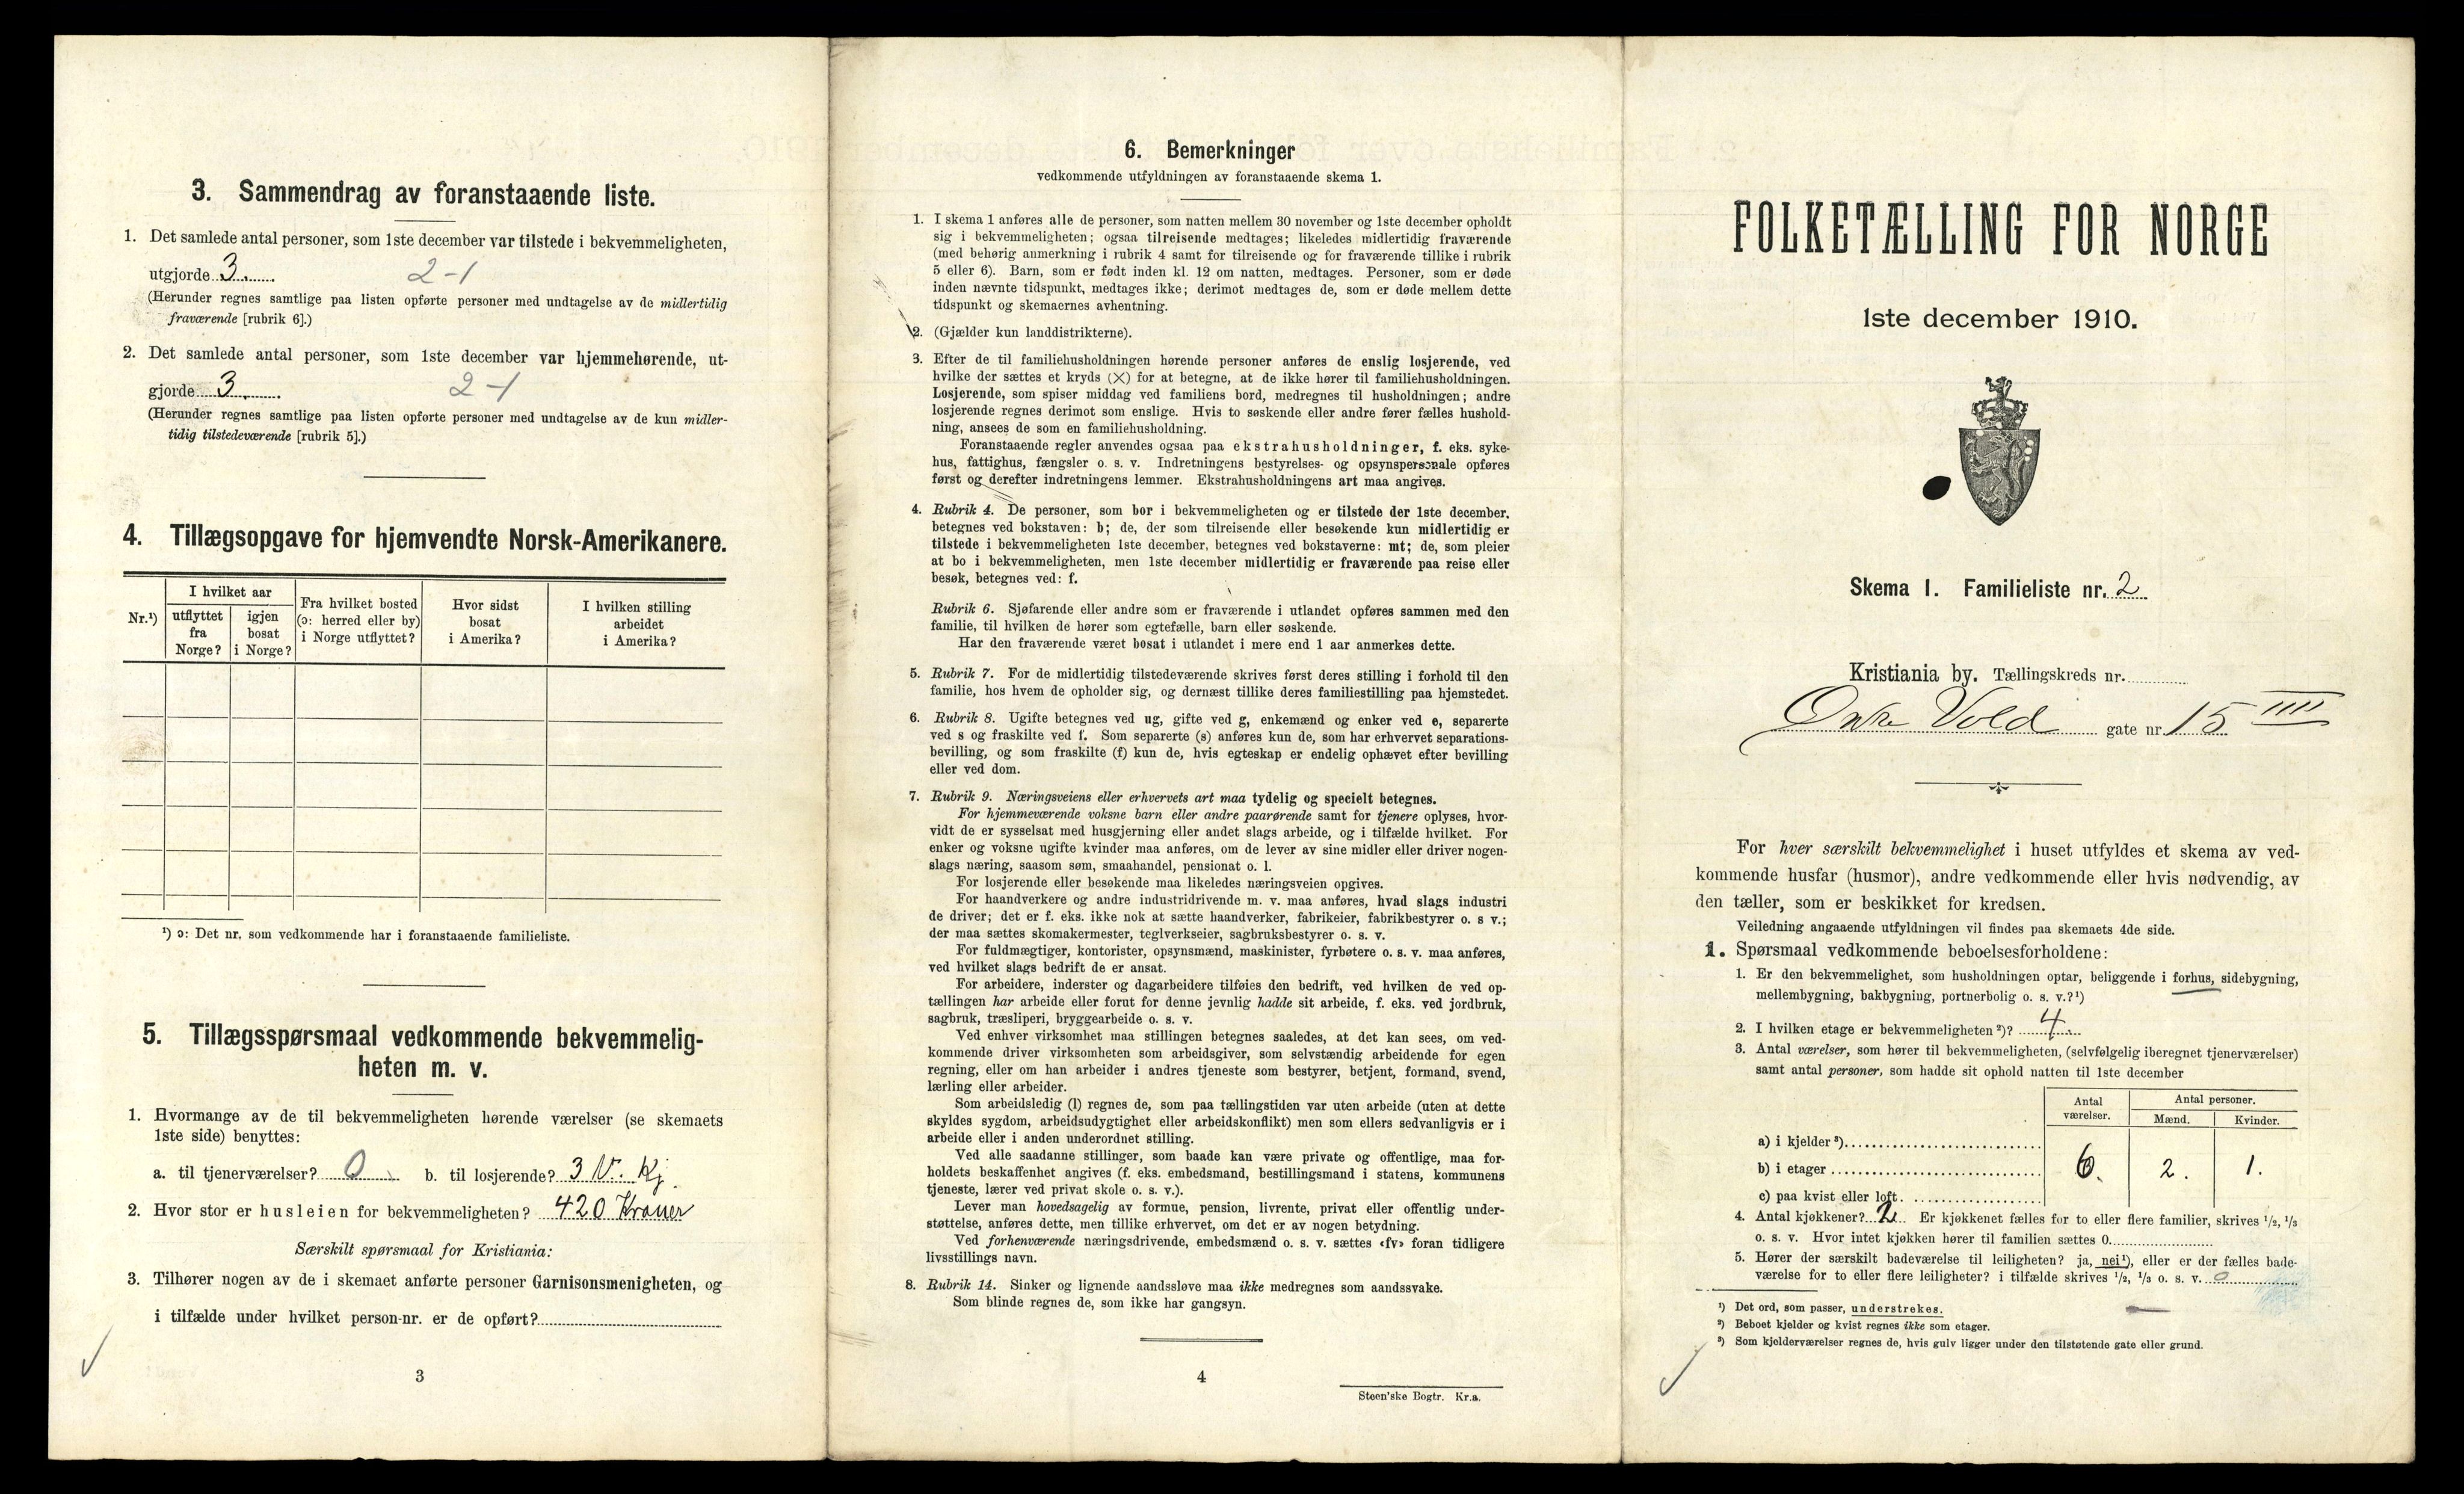 3. Sammendrag av foranstaaende liste.
1. Det samlede antal personer, som 1ste december var tilstede i bekvemmeligheten,
utgjorde 3. 2-1
(Herunder regnes samtlige paa listen opførte personer med undtagelse av de midlertidig
fraværende [rubrik 6].)
2. Det samlede antal personer, som 1ste december var hjemmehørende, ut-
gjorde 3. 2-1
(Herunder regnes samtlige paa listen opførte personer med undtagelse av de kun midler-
tidig tilstedeværende [rubrik 5].)
4. Tillægsopgave for hjemvendte Norsk-Amerikanere.
Nr.¹)
I hvilket aar
utflyttet
fra
Norge?
igjen
bosat
i Norge?
Fra hvilket bosted
(ɔ: herred eller by)
i Norge utflyttet?
Hvor sidst
bosat
i Amerika?
I hvilken stilling
arbeidet
i Amerika?
¹) ɔ: Det nr. som vedkommende har i foranstaaende familieliste.
5. Tillægsspørsmaal vedkommende bekvemmelig-
heten m. v.
1. Hvormange av de til bekvemmeligheten hørende værelser (se skemaets
1ste side) benyttes:
a. til tjenerværelser? 0 b. til losjerende? 3 V. Kj.
2. Hvor stor er husleien for bekvemmeligheten? 420 Kroner
Særskilt spørsmaal for Kristiania:
3. Tilhører nogen av de i skemaet anførte personer Garnisonsmenigheten, og
i tilfælde under hvilket person-nr. er de opført?
3
6. Bemerkninger
vedkommende utfyldningen av foranstaaende skema 1.
1. I skema 1 anføres alle de personer, som natten mellem 30 november og 1ste december opholdt
sig i bekvemmeligheten; ogsaa tilreisende medtages; likeledes midlertidig fraværende
(med behørig anmerkning i rubrik 4 samt for tilreisende og for fraværende tillike i rubrik
5 eller 6). Barn, som er født inden kl. 12 om natten, medtages. Personer, som er døde
inden nævnte tidspunkt, medtages ikke; derimot medtages de, som er døde mellem dette
tidspunkt og skemaernes avhentning.
2. (Gjælder kun landdistrikterne).
3. Efter de til familiehusholdningen hørende personer anføres de enslig losjerende, ved
hvilke der sættes et kryds (×) for at betegne, at de ikke hører til familiehusholdningen.
Losjerende, som spiser middag ved familiens bord, medregnes til husholdningen; andre
losjerende regnes derimot som enslige. Hvis to søskende eller andre fører fælles hushold-
ning, ansees de som en familiehusholdning.
Foranstaaende regler anvendes ogsaa paa ekstrahusholdninger, f. eks. syke-
hus, fattighus, fængsler o. s. v. Indretningens bestyrelses- og opsynspersonale opføres
først og derefter indretningens lemmer. Ekstrahusholdningens art maa angives.
4. Rubrik 4. De personer, som bor i bekvemmeligheten og er tilstede der 1ste december,
betegnes ved bokstaven: b; de, der som tilreisende eller besøkende kun midlertidig er
tilstede i bekvemmeligheten 1ste december, betegnes ved bokstaverne: mt; de, som pleier
at bo i bekvemmeligheten, men 1ste december midlertidig er fraværende paa reise eller
besøk, betegnes ved: f.
Rubrik 6. Sjøfarende eller andre som er fraværende i utlandet opføres sammen med den
familie, til hvilken de hører som egtefælle, barn eller søskende.
Har den fraværende været bosat i utlandet i mere end 1 aar anmerkes dette.
5. Rubrik 7. For de midlertidig tilstedeværende skrives først deres stilling i forhold til den
familie, hos hvem de opholder sig, og dernæst tillike deres familiestilling paa hjemstedet.
6. Rubrik 8. Ugifte betegnes ved ug, gifte ved g, enkemænd og enker ved e, separerte
ved s og fraskilte ved f. Som separerte (s) anføres kun de, som har erhvervet separations-
bevilling, og som fraskilte (f) kun de, hvis egteskap er endelig ophævet efter bevilling
eller ved dom.
7. Rubrik 9. Næringsveiens eller erhvervets art maa tydelig og specielt betegnes.
For hjemmeværende voksne barn eller andre paarørende samt for tjenere oplyses, hvor-
vidt de er sysselsat med husgjerning eller andet slags arbeide, og i tilfælde hvilket. For
enker og voksne ugifte kvinder maa anføres, om de lever av sine midler eller driver nogen-
slags næring, saasom søm, smaahandel, pensionat o. l.
For losjerende eller besøkende maa likeledes næringsveien opgives.
For haandverkere og andre industridrivende m. v. maa anføres, hvad slags industri
de driver; det er f. eks. ikke nok at sætte haandverker, fabrikeier, fabrikbestyrer o. s v.;
der maa sættes skomakermester, teglverkseier, sagbruksbestyrer o. s. v.
For fuldmægtiger, kontorister, opsynsmænd, maskinister, fyrbøtere o. s. v. maa anføres,
ved hvilket slags bedrift de er ansat.
For arbeidere, inderster og dagarbeidere tilføies den bedrift, ved hvilken de ved op-
tællingen har arbeide eller forut for denne jevnlig hadde sit arbeide, f. eks. ved jordbruk,
sagbruk, træsliperi, bryggearbeide o. s. v.
Ved enhver virksomhet maa stillingen betegnes saaledes, at det kan sees, om ved-
kommende driver virksomheten som arbeidsgiver, som selvstændig arbeidende for egen
regning, eller om han arbeider i andres tjeneste som bestyrer, betjent, formand, svend,
lærling eller arbeider.
Som arbeidsledig (l) regnes de, som paa tællingstiden var uten arbeide (uten at dette
skyldes sygdom, arbeidsudygtighet eller arbeidskonflikt) men som ellers sedvanligvis er i
arbeide eller i anden underordnet stilling.
Ved alle saadanne stillinger, som baade kan være private og offentlige, maa for-
holdets beskaffenhet angives (f. eks. embedsmand, bestillingsmand i statens, kommunens
tjeneste, lærer ved privat skole o. s. v.).
Lever man hovedsagelig av formue, pension, livrente, privat eller offentlig under-
støttelse, anføres dette, men tillike erhvervet, om det er av nogen betydning.
Ved forhenværende næringsdrivende, embedsmænd o. s. v. sættes «fv» foran tidligere
livsstillings navn.
8. Rubrik 14. Sinker og lignende aandssløve maa ikke medregnes som aandssvake.
Som blinde regnes de, som ikke har gangsyn.
4
Steen'ske Bogtr. Kr.a.
FOLKETÆLLING FOR NORGE
1ste december 1910.
Skema 1. Familieliste nr. 2
Kristiania by. Tællingskreds nr.
Vold gate nr. 15 IIII
For hver særskilt bekvemmelighet i huset utfyldes et skema av ved-
kommende husfar (husmor), andre vedkommende eller hvis nødvendig, av
den tæller, som er beskikket for kredsen.
Veiledning angaaende utfyldningen vil findes paa skemaets 4de side.
1. Spørsmaal vedkommende beboelsesforholdene:
1. Er den bekvemmelighet, som husholdningen optar, beliggende i forhus, sidebygning,
mellembygning, bakbygning, portnerbolig o. s. v.?¹)
2. I hvilken etage er bekvemmeligheten²)? 4.
3. Antal værelser, som hører til bekvemmeligheten, (selvfølgelig iberegnet tjenerværelser)
samt antal personer, som hadde sit ophold natten til 1ste december
Antal
værelser.
Antal personer.
Mænd. Kvinder.
a) i kjelder³)
b) i etager 6. 2. 1.
c) paa kvist eller loft.
4. Antal kjøkkener? 2 Er kjøkkenet fælles for to eller flere familier, skrives ½, ⅓
o. s. v. Hvor intet kjøkken hører til familien sættes 0.
5. Hører der særskilt badeværelse til leiligheten? ja, nei¹), eller er der fælles bade-
værelse for to eller flere leiligheter? i tilfælde skrives ½, ⅓ o. s. v. 0
¹) Det ord, som passer, understrekes.
²) Beboet kjelder og kvist regnes ikke som etager.
³) Som kjelderværelser regnes de, hvis gulv ligger under den tilstøtende gate eller grund.